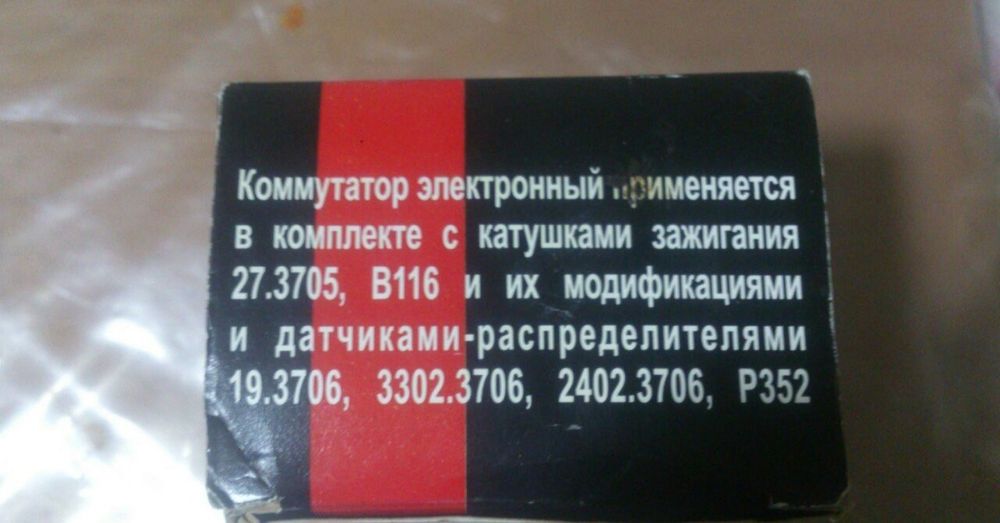 Коммутатор электронный применяется
в комплекте с катушками зажигания
27.3705, В116 и их модификациями
и датчиками-распределителями
19.3706, 3302.3706, 2402.3706, Р352